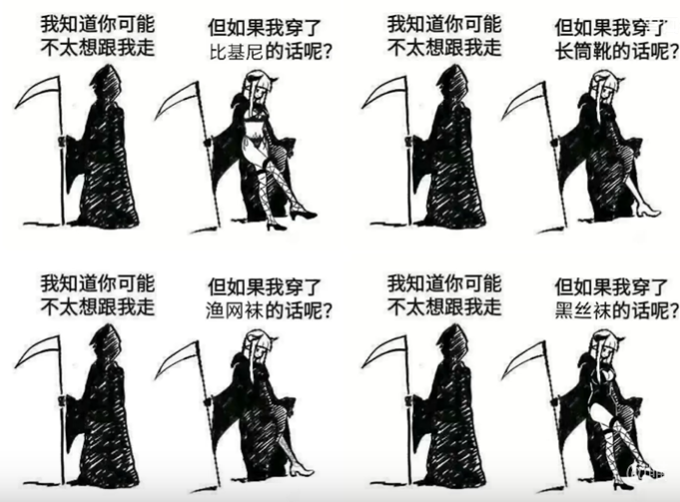 我知道你可能
不太想跟我走
但如果我穿了
比基尼的话呢？
我知道你可能
不太想跟我走
但如果我穿了
长筒靴的话呢？
我知道你可能
不太想跟我走
但如果我穿了
渔网袜的话呢？
我知道你可能
不太想跟我走
但如果我穿了
黑丝袜的话呢？